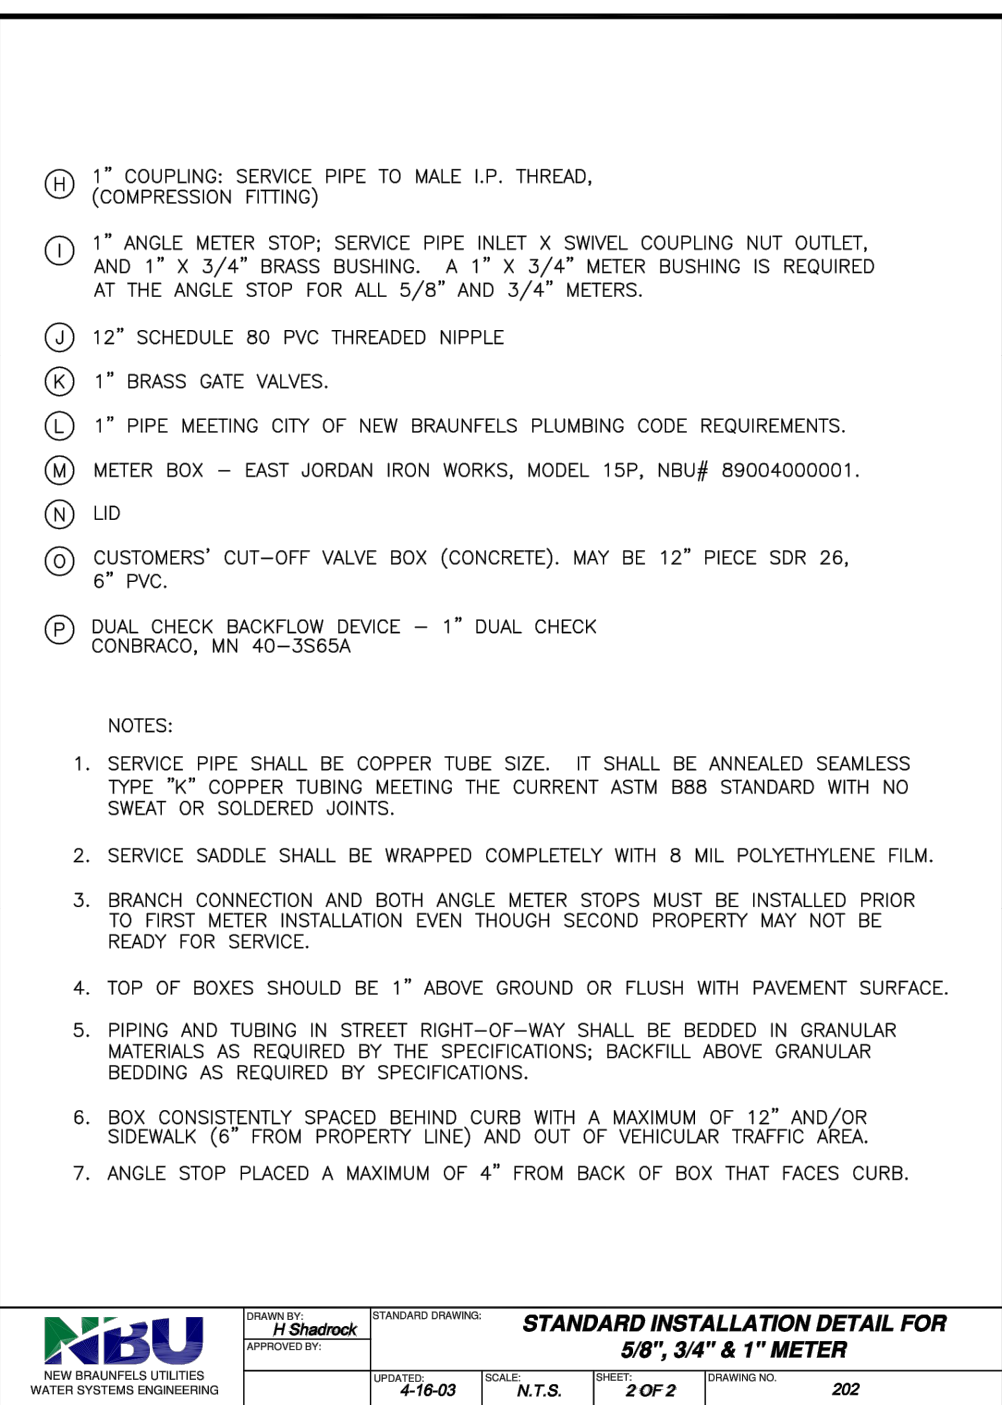 H 1" COUPLING: SERVICE PIPE TO MALE I.P. THREAD,
(COMPRESSION FITTING)
I 1" ANGLE METER STOP; SERVICE PIPE INLET X SWIVEL COUPLING NUT OUTLET,
AND 1" X 3/4" BRASS BUSHING. A 1" X 3/4" METER BUSHING IS REQUIRED
AT THE ANGLE STOP FOR ALL 5/8" AND 3/4" METERS.
J 12" SCHEDULE 80 PVC THREADED NIPPLE
K 1" BRASS GATE VALVES.
L 1" PIPE MEETING CITY OF NEW BRAUNFELS PLUMBING CODE REQUIREMENTS.
M METER BOX – EAST JORDAN IRON WORKS, MODEL 15P, NBU# 89004000001.
N LID
O CUSTOMERS' CUT–OFF VALVE BOX (CONCRETE). MAY BE 12" PIECE SDR 26,
6" PVC.
P DUAL CHECK BACKFLOW DEVICE – 1" DUAL CHECK
CONBRACO, MN 40–3S65A
NOTES:
1. SERVICE PIPE SHALL BE COPPER TUBE SIZE. IT SHALL BE ANNEALED SEAMLESS
TYPE "K" COPPER TUBING MEETING THE CURRENT ASTM B88 STANDARD WITH NO
SWEAT OR SOLDERED JOINTS.
2. SERVICE SADDLE SHALL BE WRAPPED COMPLETELY WITH 8 MIL POLYETHYLENE FILM.
3. BRANCH CONNECTION AND BOTH ANGLE METER STOPS MUST BE INSTALLED PRIOR
TO FIRST METER INSTALLATION EVEN THOUGH SECOND PROPERTY MAY NOT BE
READY FOR SERVICE.
4. TOP OF BOXES SHOULD BE 1" ABOVE GROUND OR FLUSH WITH PAVEMENT SURFACE.
5. PIPING AND TUBING IN STREET RIGHT–OF–WAY SHALL BE BEDDED IN GRANULAR
MATERIALS AS REQUIRED BY THE SPECIFICATIONS; BACKFILL ABOVE GRANULAR
BEDDING AS REQUIRED BY SPECIFICATIONS.
6. BOX CONSISTENTLY SPACED BEHIND CURB WITH A MAXIMUM OF 12" AND/OR
SIDEWALK (6" FROM PROPERTY LINE) AND OUT OF VEHICULAR TRAFFIC AREA.
7. ANGLE STOP PLACED A MAXIMUM OF 4" FROM BACK OF BOX THAT FACES CURB.
NBU
NEW BRAUNFELS UTILITIES
WATER SYSTEMS ENGINEERING
DRAWN BY:
H Shadrock
APPROVED BY:
STANDARD DRAWING:
STANDARD INSTALLATION DETAIL FOR
5/8", 3/4" & 1" METER
UPDATED:
4-16-03
SCALE:
N.T.S.
SHEET:
2 OF 2
DRAWING NO.
202